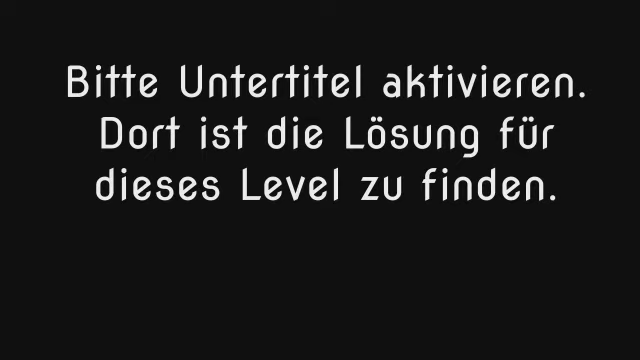 Bitte Untertitel aktivieren.
Dort ist die Lösung für
dieses Level zu finden.